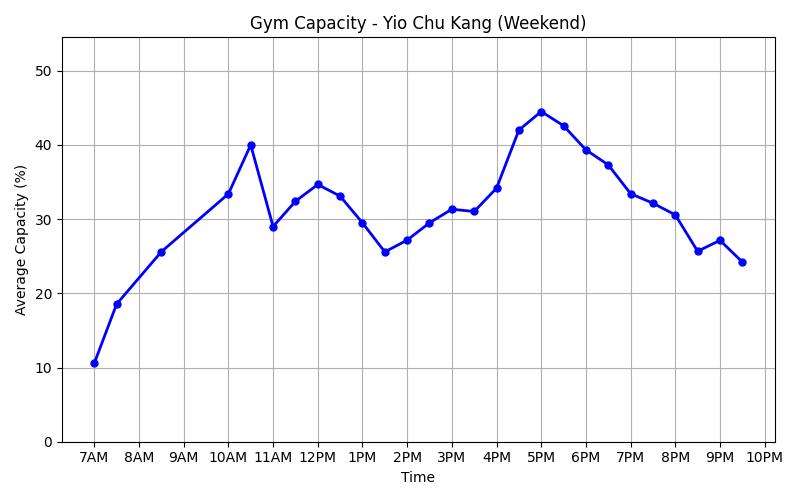 Gym Capacity - Yio Chu Kang (Weekend)
50
40
30
20
10
0
Average Capacity (%)
7AM 8AM 9AM 10AM 11AM 12PM 1PM 2PM 3PM 4PM 5PM 6PM 7PM 8PM 9PM 10PM
Time